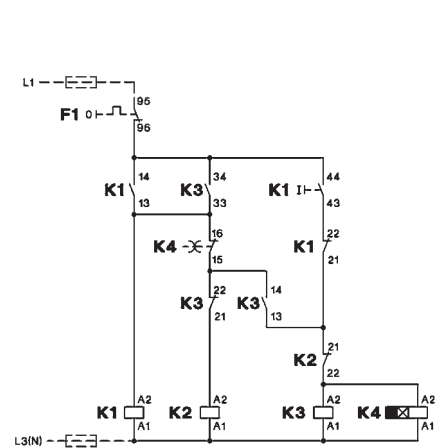 L1
95
F1 0
96
14 34 44
K1 K3 K1 I
13 33 43
16 22
K4 K1
15 21
22 14
K3 K3
21 13
21
K2
22
A2 A2 A2 A2
K1 K2 K3 K4
A1 A1 A1 A1
L3(N)